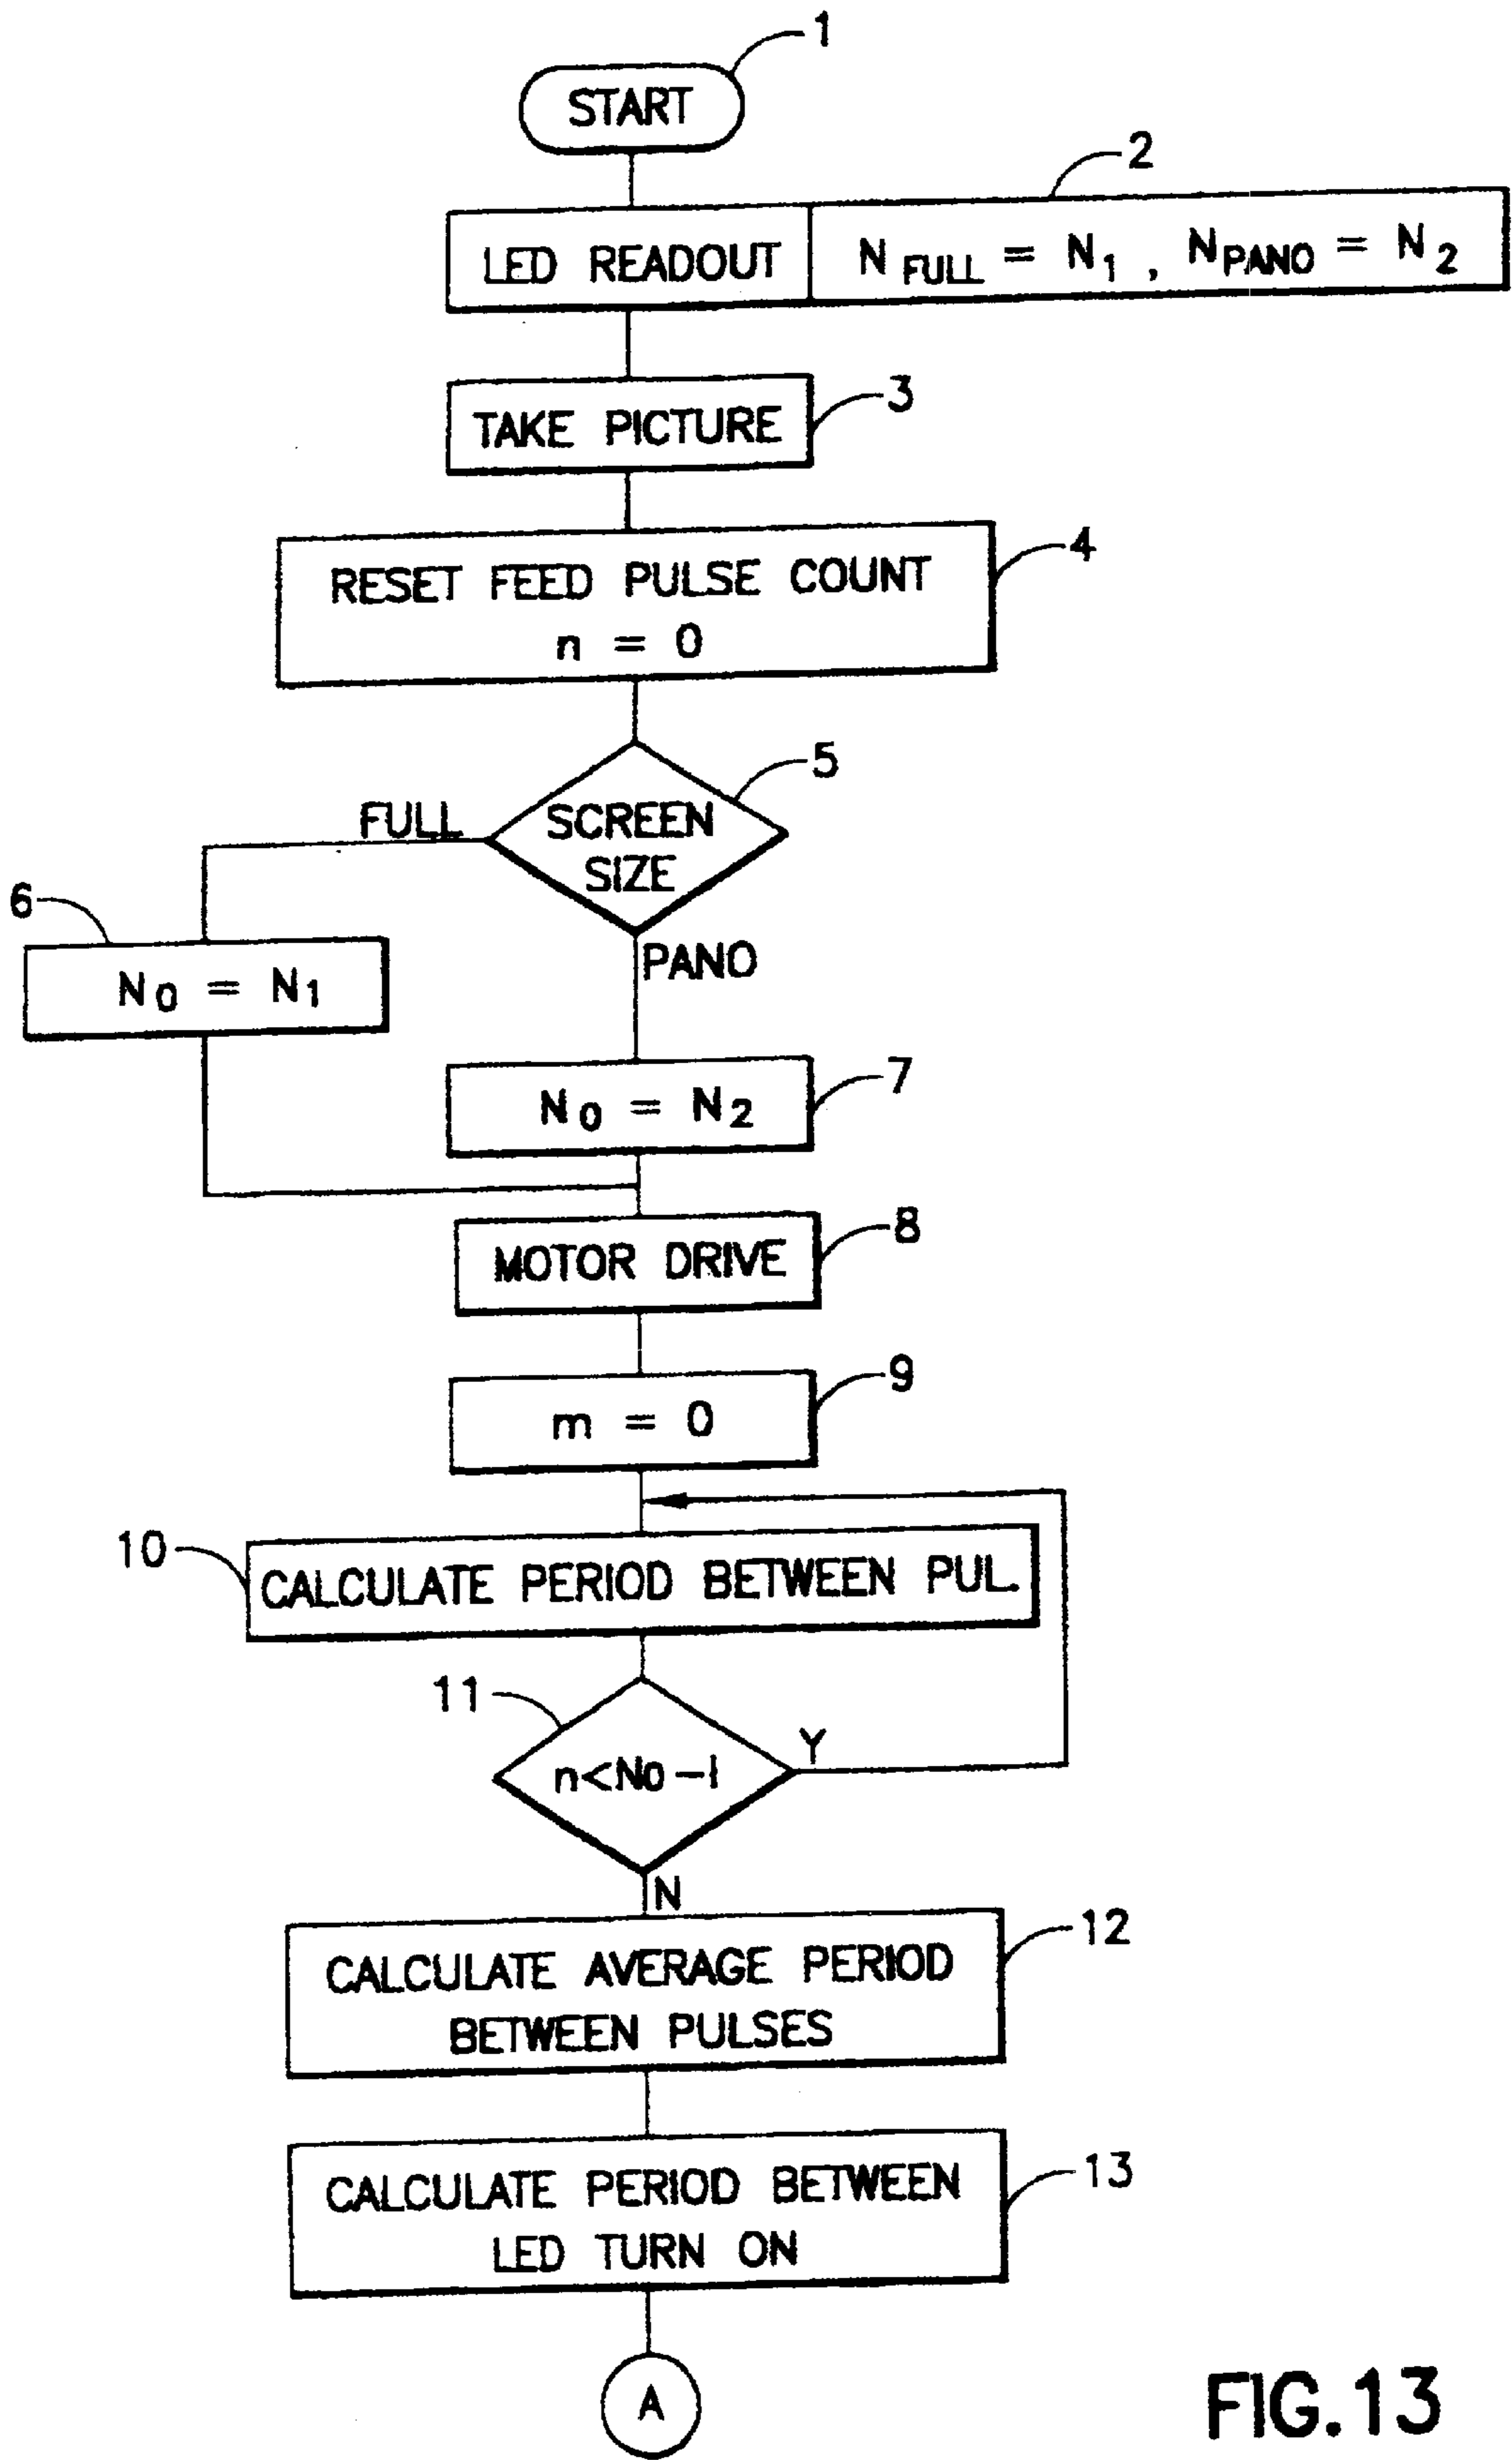 1
START
2
LED READOUT N FULL = N1 , NPANO = N2
3
TAKE PICTURE
4
RESET FEED PULSE COUNT
n = 0
5
FULL
SCREEN
SIZE
6
PANO
N0 = N1
7
N0 = N2
8
MOTOR DRIVE
9
m = 0
10
CALCULATE PERIOD BETWEEN PUL.
11
Y
n<No-1
N
12
CALCULATE AVERAGE PERIOD
BETWEEN PULSES
13
CALCULATE PERIOD BETWEEN
LED TURN ON
A
FIG.13